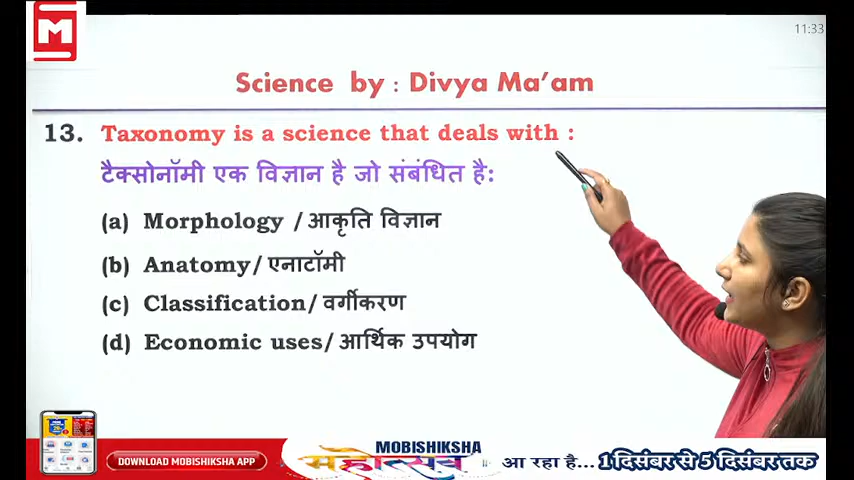 M
11:33
Science by : Divya Ma'am
13. Taxonomy is a science that deals with :
टैक्सोनॉमी एक विज्ञान है जो संबंधित है:
(a) Morphology / आकृति विज्ञान
(b) Anatomy/ एनाटॉमी
(c) Classification/ वर्गीकरण
(d) Economic uses/ आर्थिक उपयोग
DOWNLOAD MOBISHIKSHA APP
MOBISHIKSHA
महोत्सव
आ रहा है... 1 दिसंबर से 5 दिसंबर तक